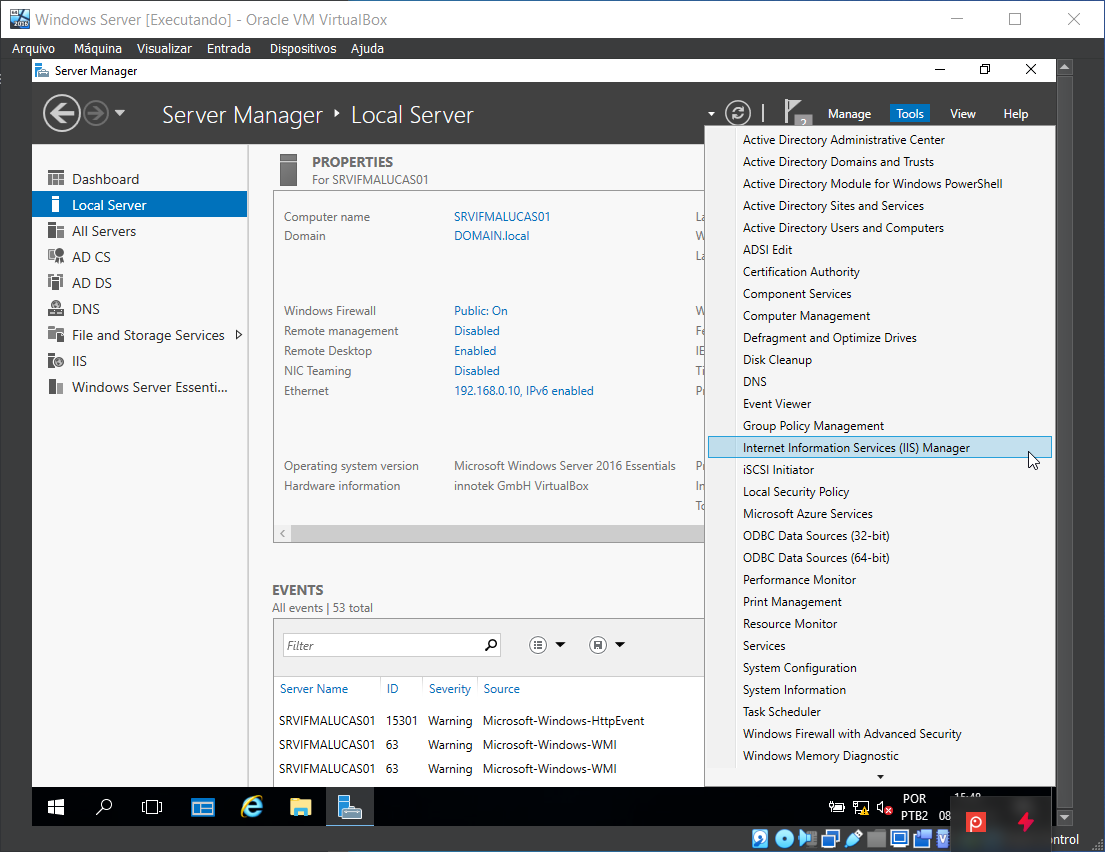 Windows Server [Executando] - Oracle VM VirtualBox
Arquivo Máquina Visualizar Entrada Dispositivos Ajuda
Server Manager
Server Manager Local Server
Manage Tools View Help
Dashboard
Local Server
All Servers
AD CS
AD DS
DNS
File and Storage Services
IIS
Windows Server Essenti...
PROPERTIES
For SRVIFMALUCAS01
Computer name SRVIFMALUCAS01
Domain DOMAIN.local
Windows Firewall Public: On
Remote management Disabled
Remote Desktop Enabled
NIC Teaming Disabled
Ethernet 192.168.0.10, IPv6 enabled
Operating system version Microsoft Windows Server 2016 Essentials
Hardware information innotek GmbH VirtualBox
EVENTS
All events | 53 total
Filter
Server Name ID Severity Source
SRVIFMALUCAS01 15301 Warning Microsoft-Windows-HttpEvent
SRVIFMALUCAS01 63 Warning Microsoft-Windows-WMI
SRVIFMALUCAS01 63 Warning Microsoft-Windows-WMI
Active Directory Administrative Center
Active Directory Domains and Trusts
Active Directory Module for Windows PowerShell
Active Directory Sites and Services
Active Directory Users and Computers
ADSI Edit
Certification Authority
Component Services
Computer Management
Defragment and Optimize Drives
Disk Cleanup
DNS
Event Viewer
Group Policy Management
Internet Information Services (IIS) Manager
iSCSI Initiator
Local Security Policy
Microsoft Azure Services
ODBC Data Sources (32-bit)
ODBC Data Sources (64-bit)
Performance Monitor
Print Management
Resource Monitor
Services
System Configuration
System Information
Task Scheduler
Windows Firewall with Advanced Security
Windows Memory Diagnostic
POR
PTB2